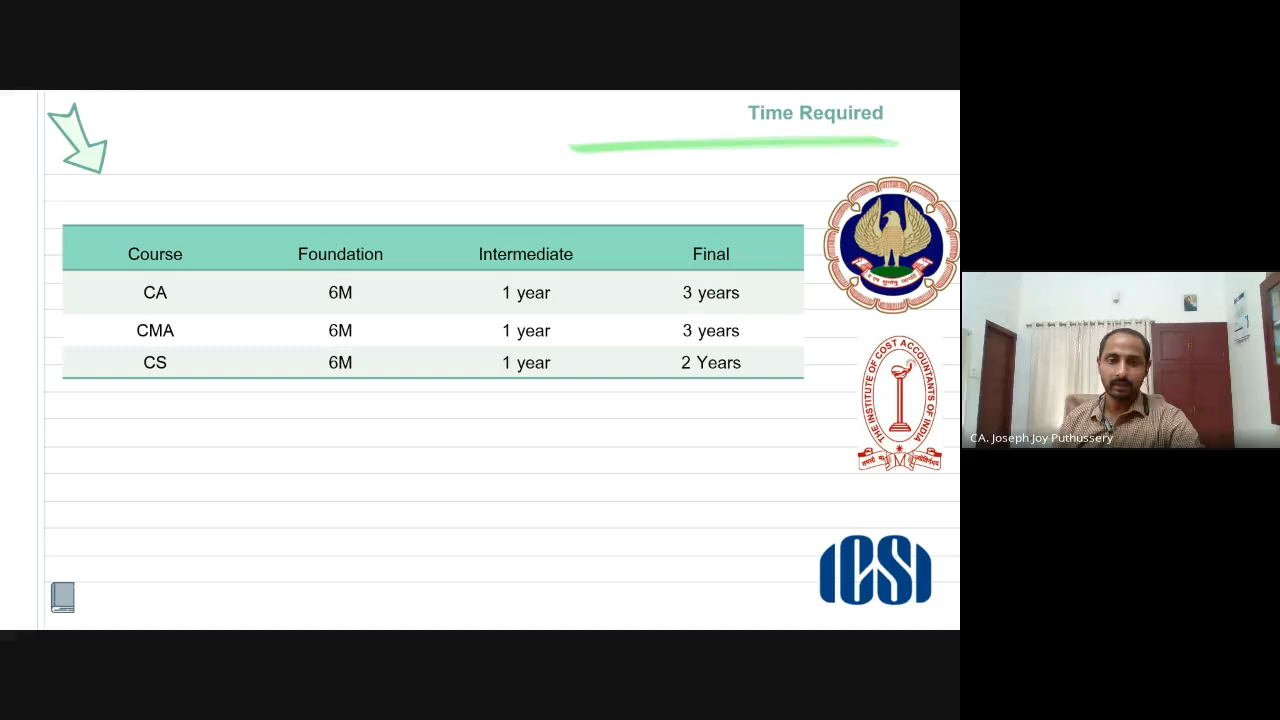 Time Required
Course Foundation Intermediate Final
CA 6M 1 year 3 years
CMA 6M 1 year 3 years
CS 6M 1 year 2 Years
THE INSTITUTE OF COST ACCOUNTANTS OF INDIA
ICSI
CA. Joseph Joy Puthussery